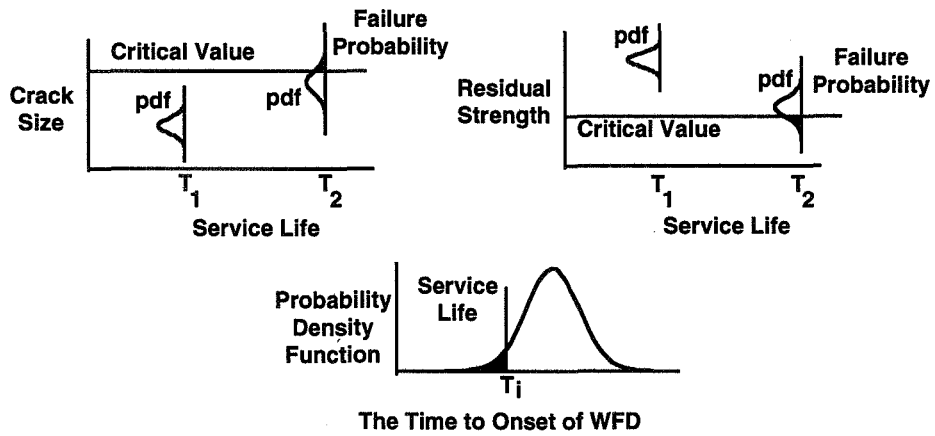 Critical Value
Failure
Probability
Crack
Size
pdf
pdf
T1
T2
Service Life
pdf
Failure
Probability
Residual
Strength
pdf
Critical Value
T1
T2
Service Life
Probability
Density
Function
Service
Life
Ti
The Time to Onset of WFD